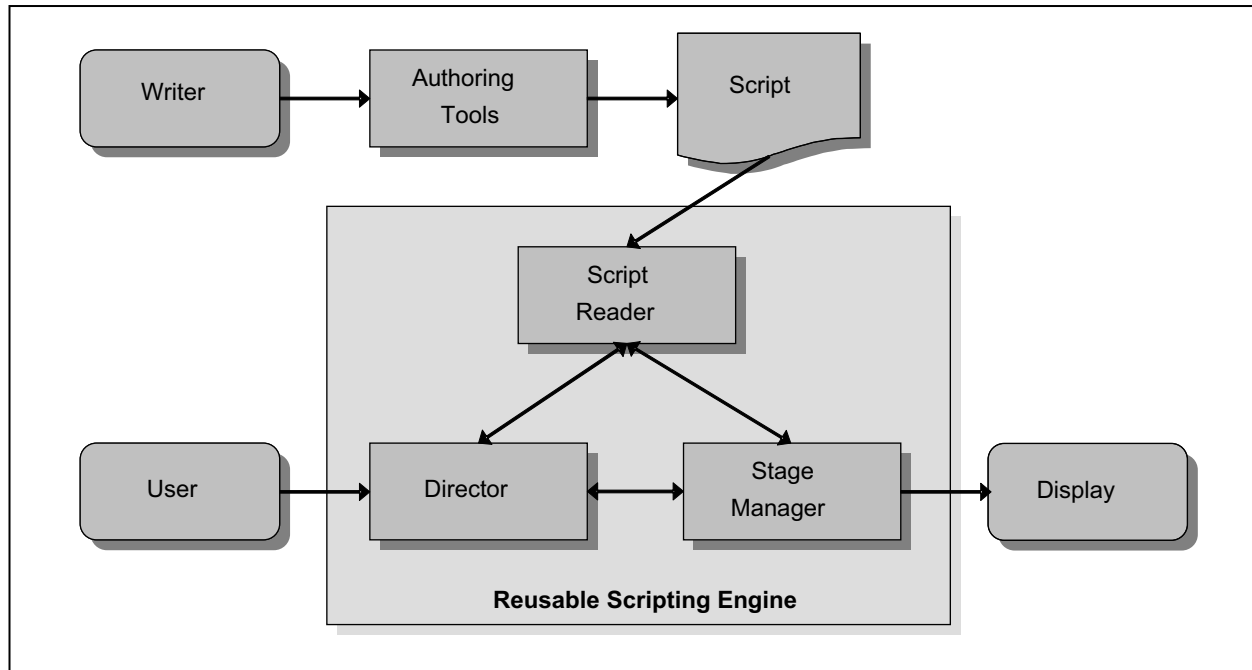 Writer
Authoring
Tools
Script
Script
Reader
User
Director
Stage
Manager
Display
Reusable Scripting Engine